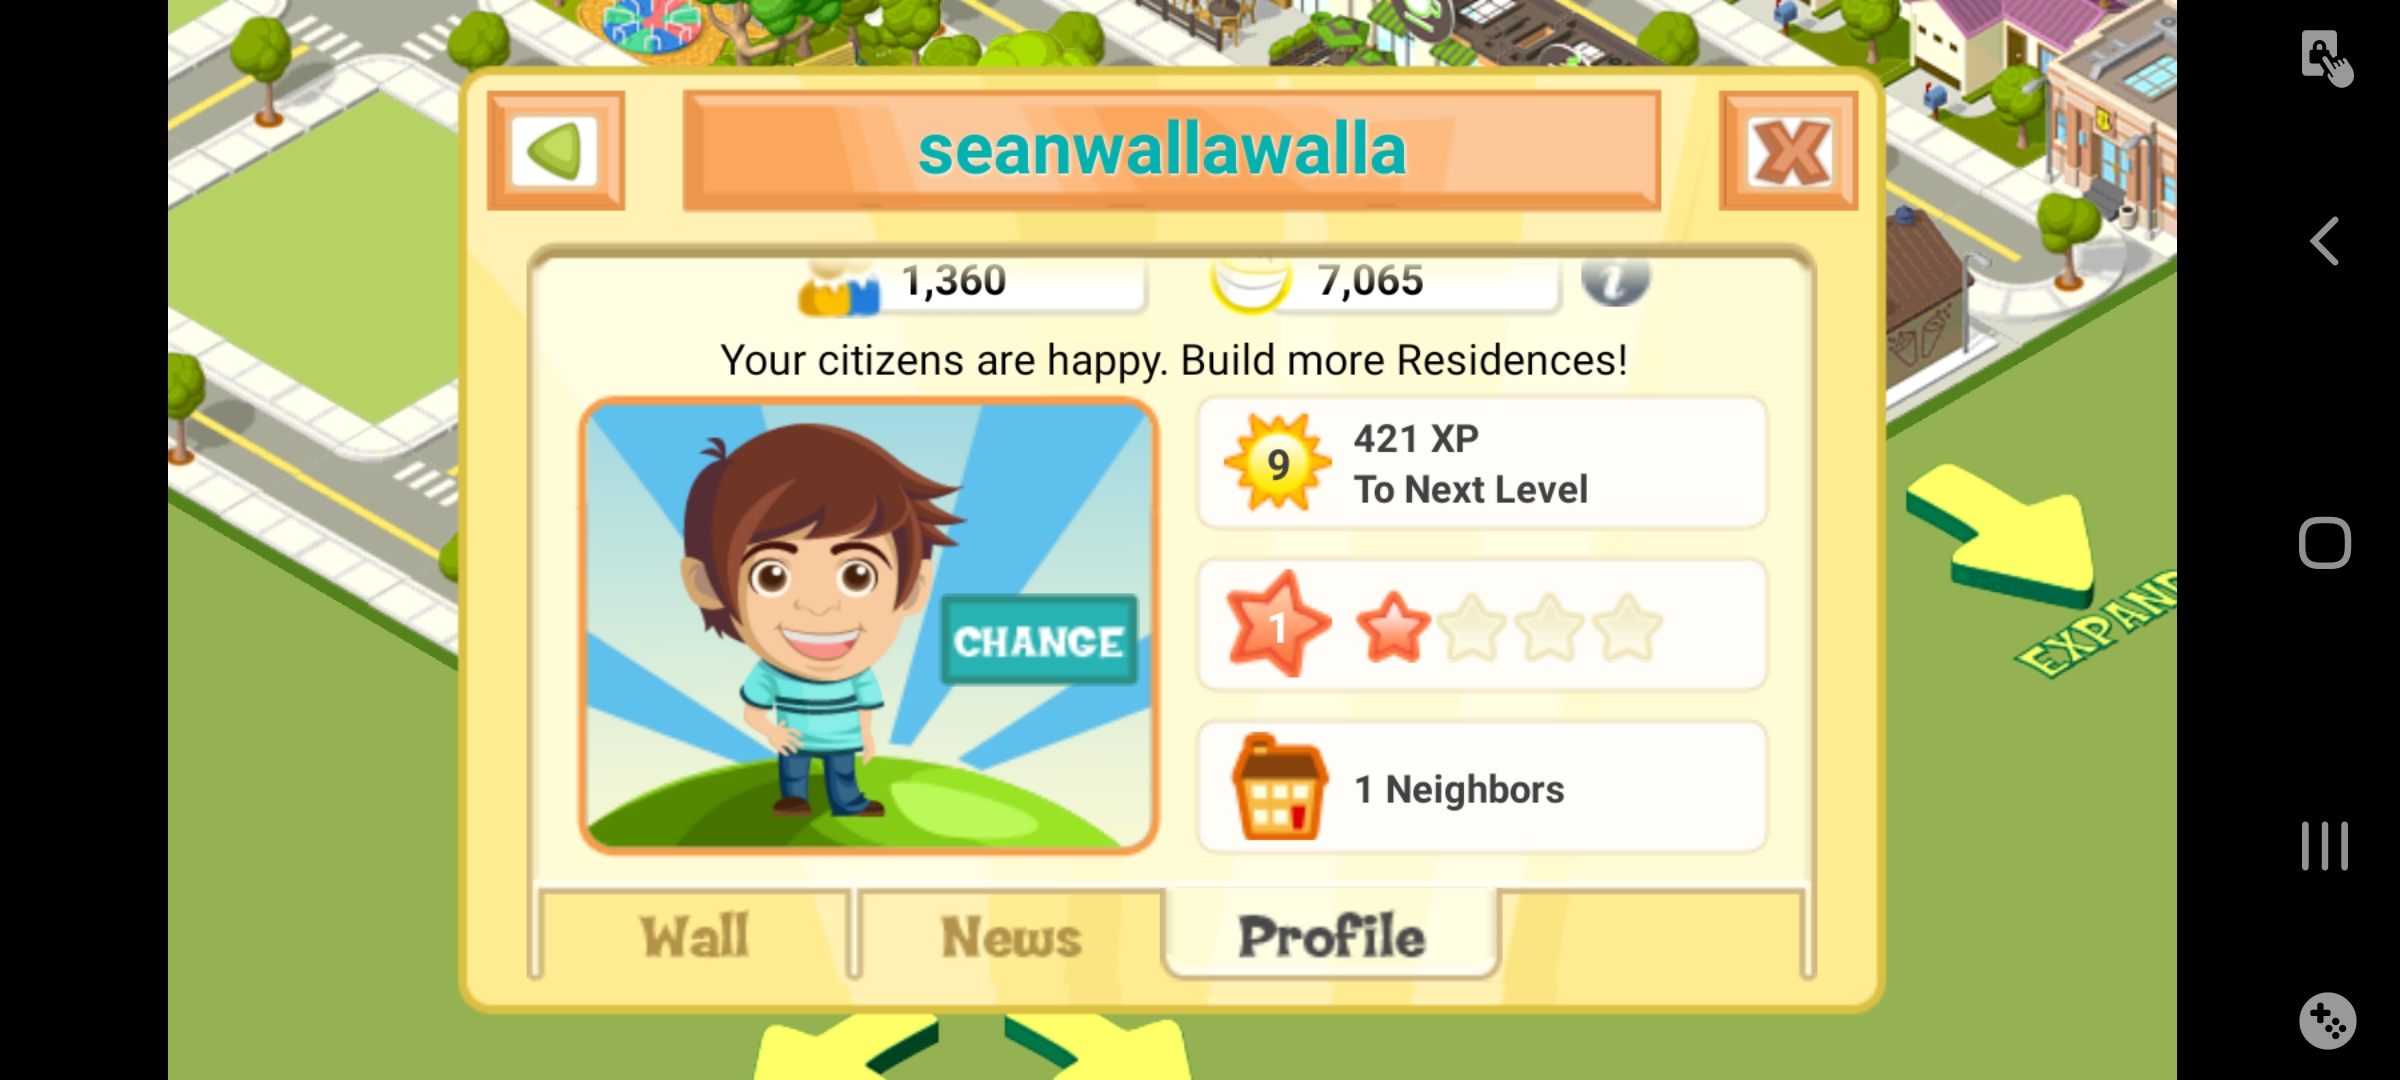 seanwallawalla
1,360
7,065
i
Your citizens are happy. Build more Residences!
9
421 XP
To Next Level
1
CHANGE
1 Neighbors
EXPAND
Wall
News
Profile